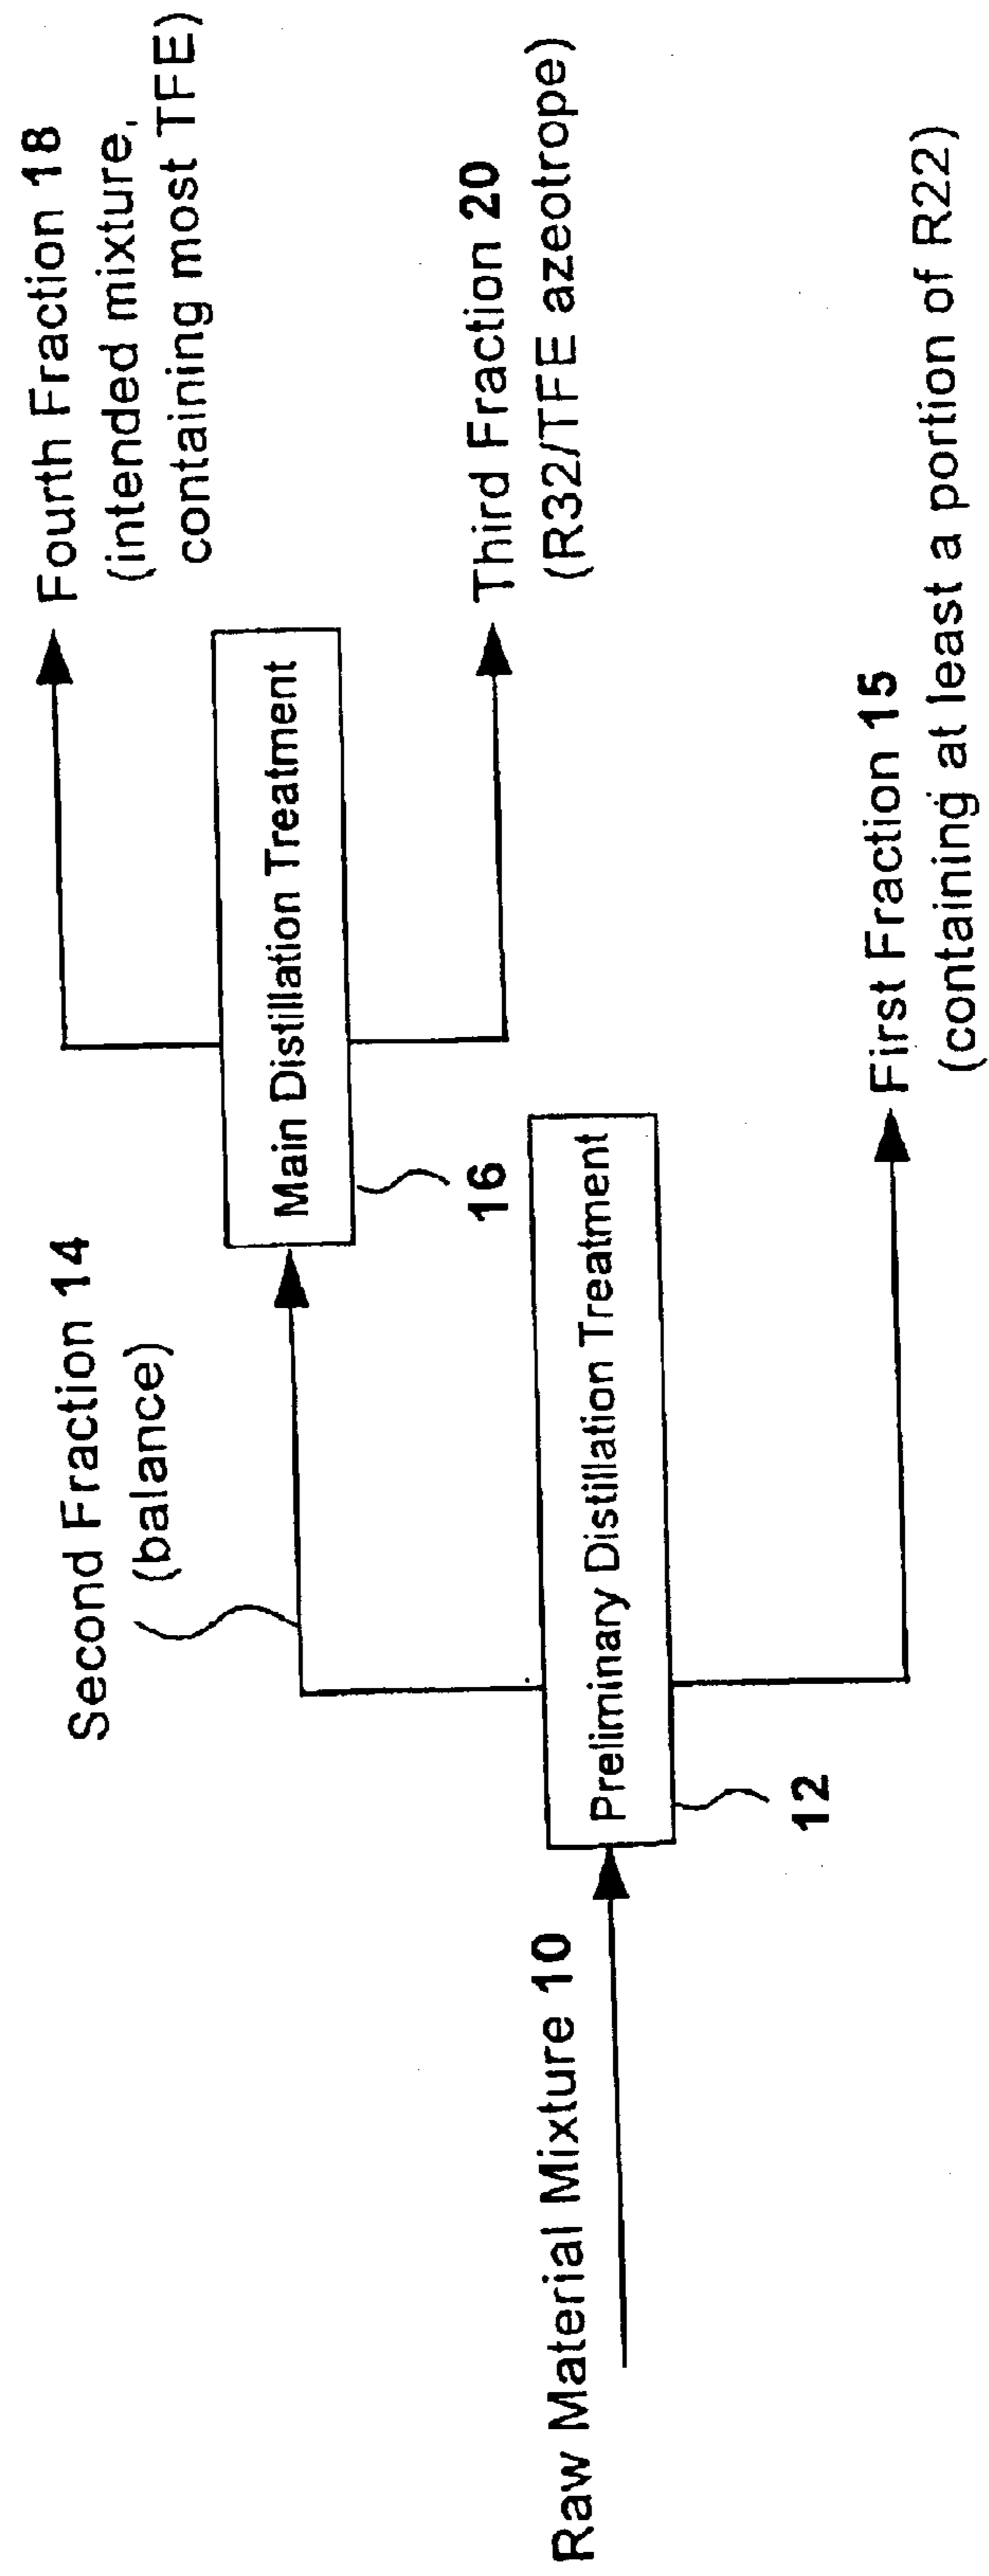 Raw Material Mixture 10
Preliminary Distillation Treatment
12
Second Fraction 14
(balance)
First Fraction 15
(containing at least a portion of R22)
Main Distillation Treatment
16
Fourth Fraction 18
(intended mixture,
containing most TFE)
Third Fraction 20
(R32/TFE azeotrope)